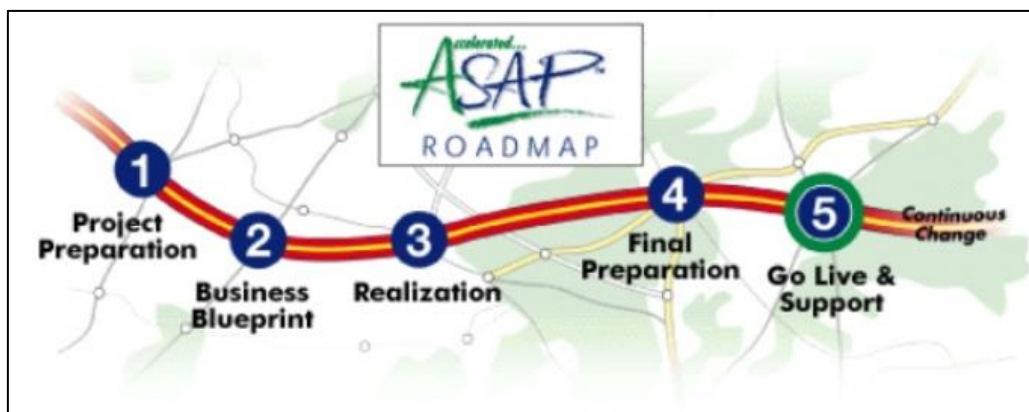 Accelerated...
ASAP™
ROADMAP
1
Project
Preparation
2
Business
Blueprint
3
Realization
4
Final
Preparation
5
Go Live &
Support
Continuous
Change